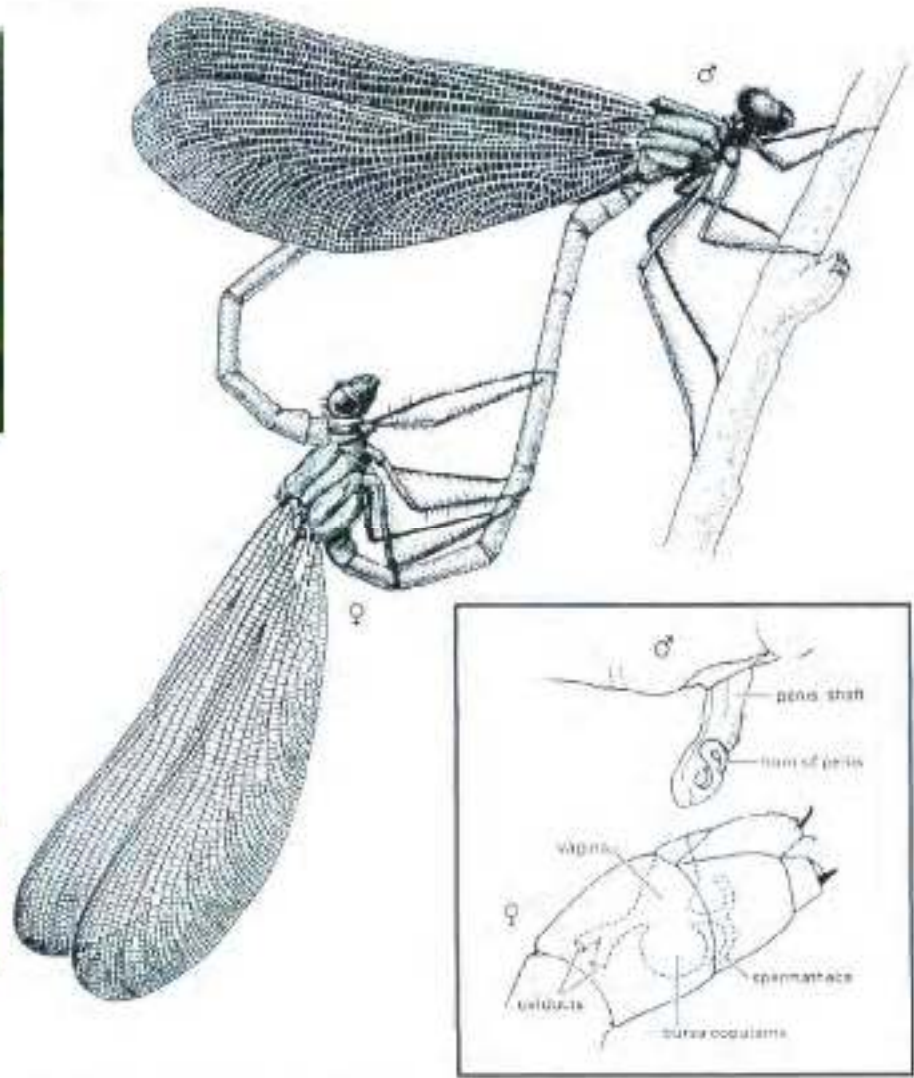 ♂
♀
♂
penis shaft
horn of penis
vagina
♀
spermatheca
oviducts
bursa copulatrix